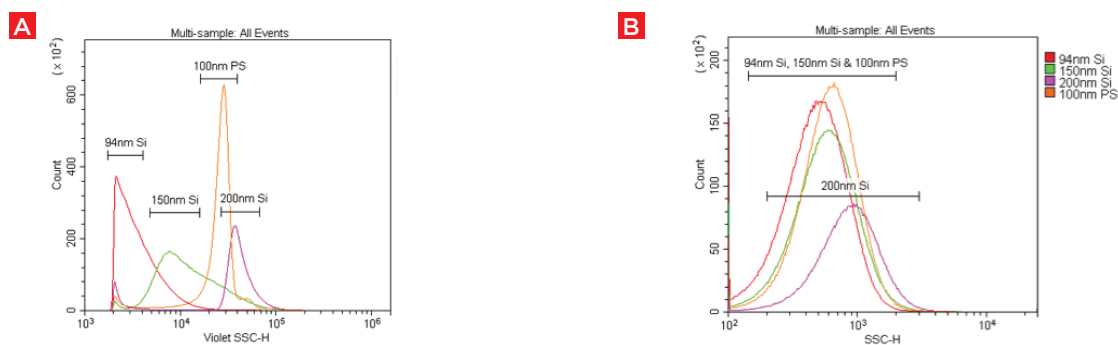 A
Multi-sample: All Events
(×10²)
600
400
200
0
Count
100nm PS
94nm Si
150nm Si
200nm Si
10³ 10⁴ 10⁵ 10⁶
Violet SSC-H
B
Multi-sample: All Events
(×10²)
200
150
100
50
0
Count
94nm Si, 150nm Si & 100nm PS
200nm Si
10² 10³ 10⁴
SSC-H
94nm Si
150nm Si
200nm Si
100nm PS